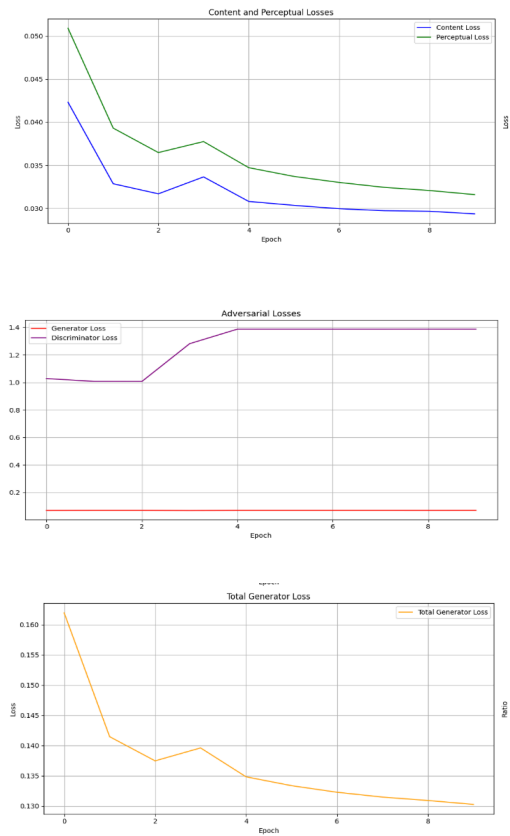 Content and Perceptual Losses
Content Loss
Perceptual Loss
0.050
0.045
0.040
0.035
0.030
Loss
Loss
0 2 4 6 8
Epoch
Adversarial Losses
Generator Loss
Discriminator Loss
1.4
1.2
1.0
0.8
0.6
0.4
0.2
0 2 4 6 8
Epoch
Total Generator Loss
Total Generator Loss
0.160
0.155
0.150
0.145
0.140
0.135
0.130
Loss
Ratio
0 2 4 6 8
Epoch